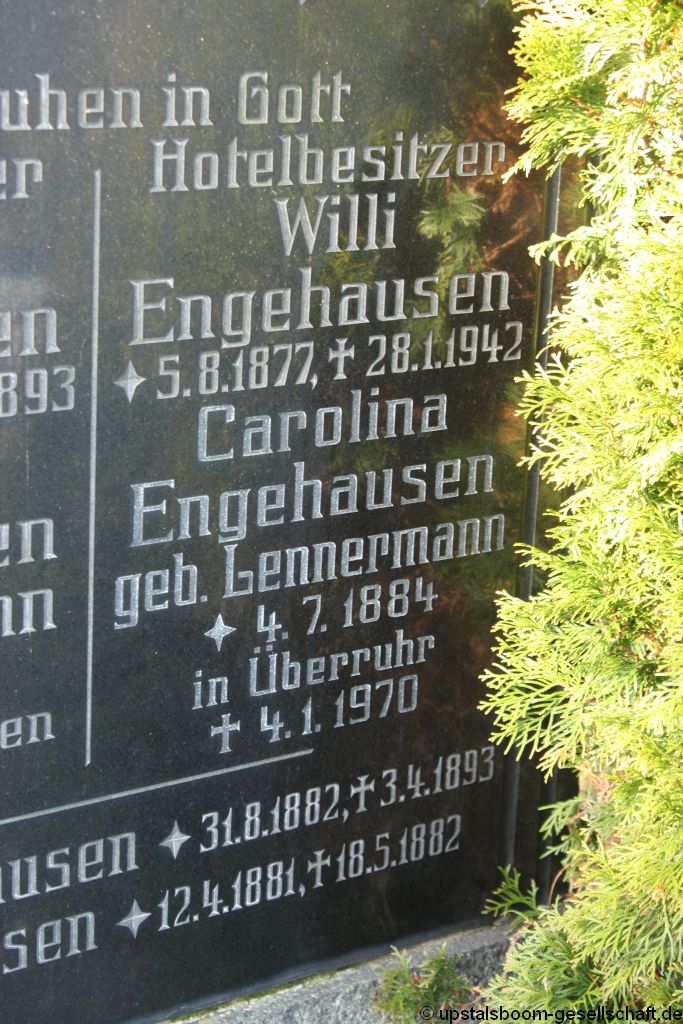 uhen in Gott
er
Hotelbesitzer
Willi
en
Engehausen
893
5.8.1877, † 28.1.1942
Carolina
en
Engehausen
nn
geb. Lennermann
4. 7. 1884
in Überruhr
en
† 4. 1. 1970
ausen 31.8.1882, † 3.4.1893
sen 12.4.1881, † 18.5.1882
© upstalsboom-gesellschaft.de